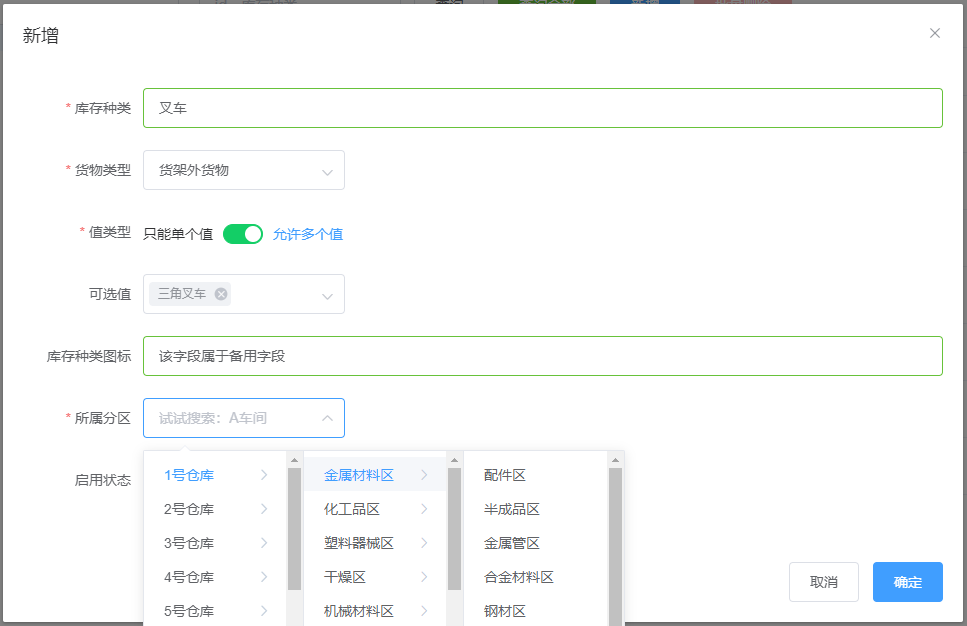 新增
* 库存种类 叉车
* 货物类型 货架外货物
* 值类型 只能单个值 允许多个值
可选值 三角叉车
库存种类图标 该字段属于备用字段
* 所属分区 试试搜索：A车间
启用状态
1号仓库 金属材料区 配件区
2号仓库 化工品区 半成品区
3号仓库 塑料器械区 金属管区
4号仓库 干燥区 合金材料区
5号仓库 机械材料区 钢材区
取消 确定